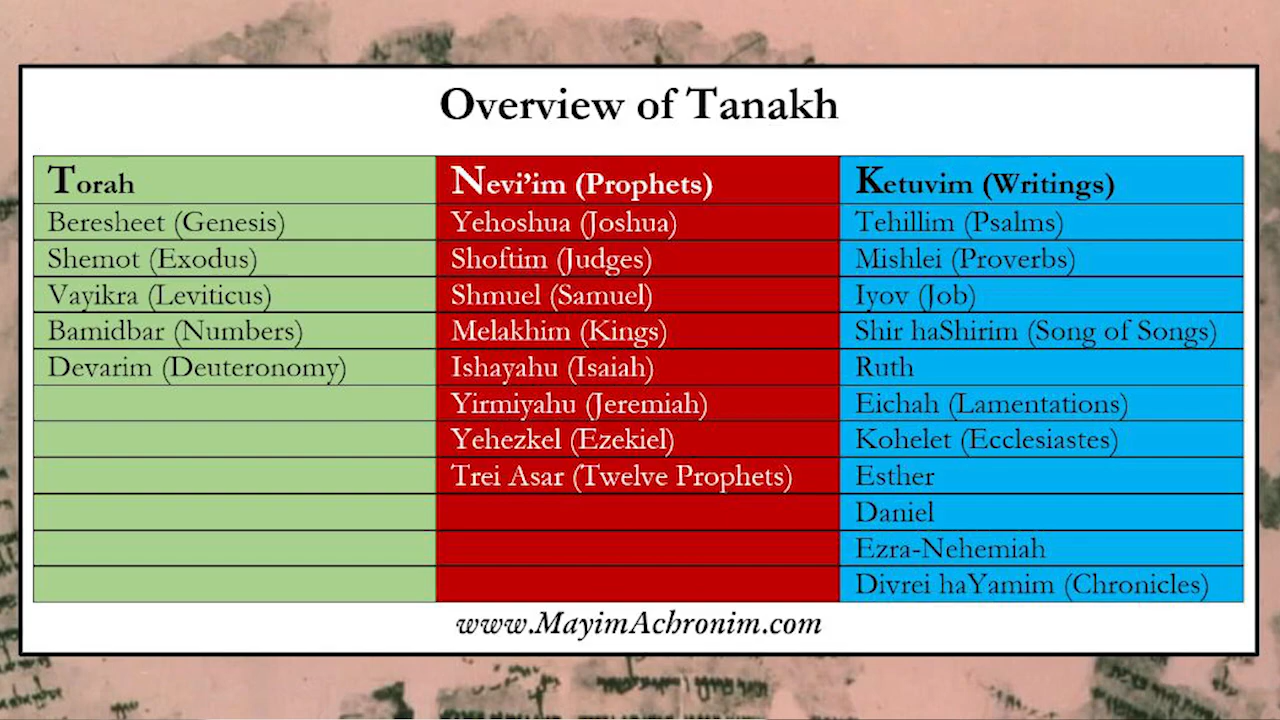 Overview of Tanakh
Torah
Nevi’im (Prophets)
Ketuvim (Writings)
Beresheet (Genesis)
Yehoshua (Joshua)
Tehillim (Psalms)
Shemot (Exodus)
Shoftim (Judges)
Mishlei (Proverbs)
Vayikra (Leviticus)
Shmuel (Samuel)
Iyov (Job)
Bamidbar (Numbers)
Melakhim (Kings)
Shir haShirim (Song of Songs)
Devarim (Deuteronomy)
Ishayahu (Isaiah)
Ruth
Yirmiyahu (Jeremiah)
Eichah (Lamentations)
Yehezkel (Ezekiel)
Kohelet (Ecclesiastes)
Trei Asar (Twelve Prophets)
Esther
Daniel
Ezra-Nehemiah
Divrei haYamim (Chronicles)
www.MayimAchronim.com